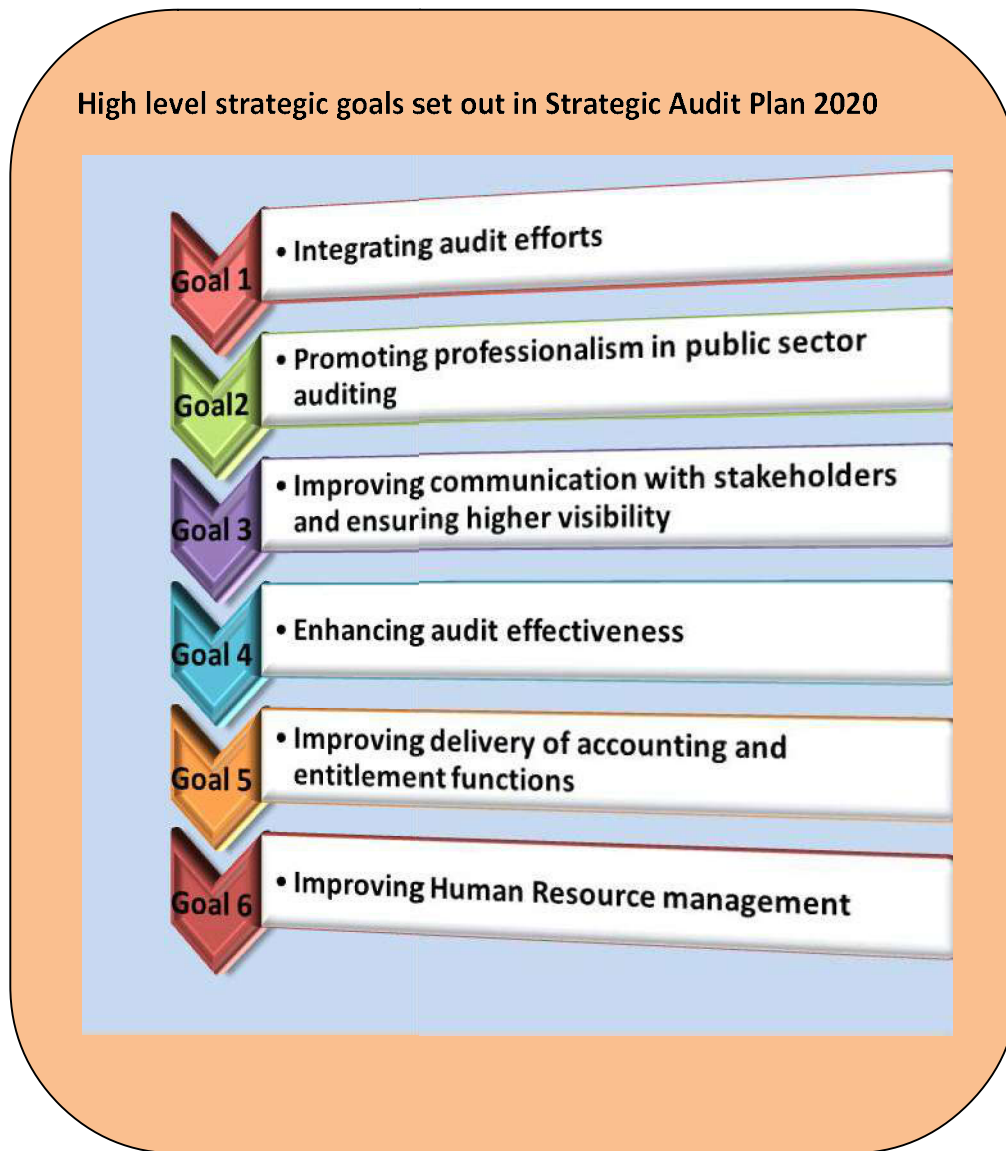 High level strategic goals set out in Strategic Audit Plan 2020
Goal 1
• Integrating audit efforts
Goal2
• Promoting professionalism in public sector
auditing
Goal 3
• Improving communication with stakeholders
and ensuring higher visibility
Goal 4
• Enhancing audit effectiveness
Goal 5
• Improving delivery of accounting and
entitlement functions
Goal 6
• Improving Human Resource management